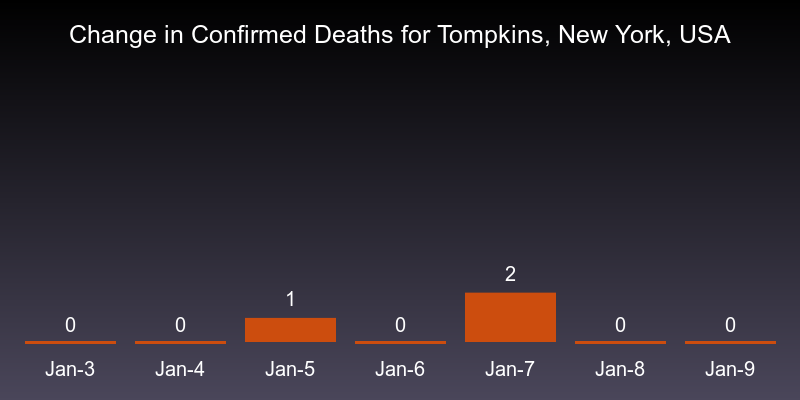 Change in Confirmed Deaths for Tompkins, New York, USA
2
1
0 0 0 0 0
Jan-3 Jan-4 Jan-5 Jan-6 Jan-7 Jan-8 Jan-9